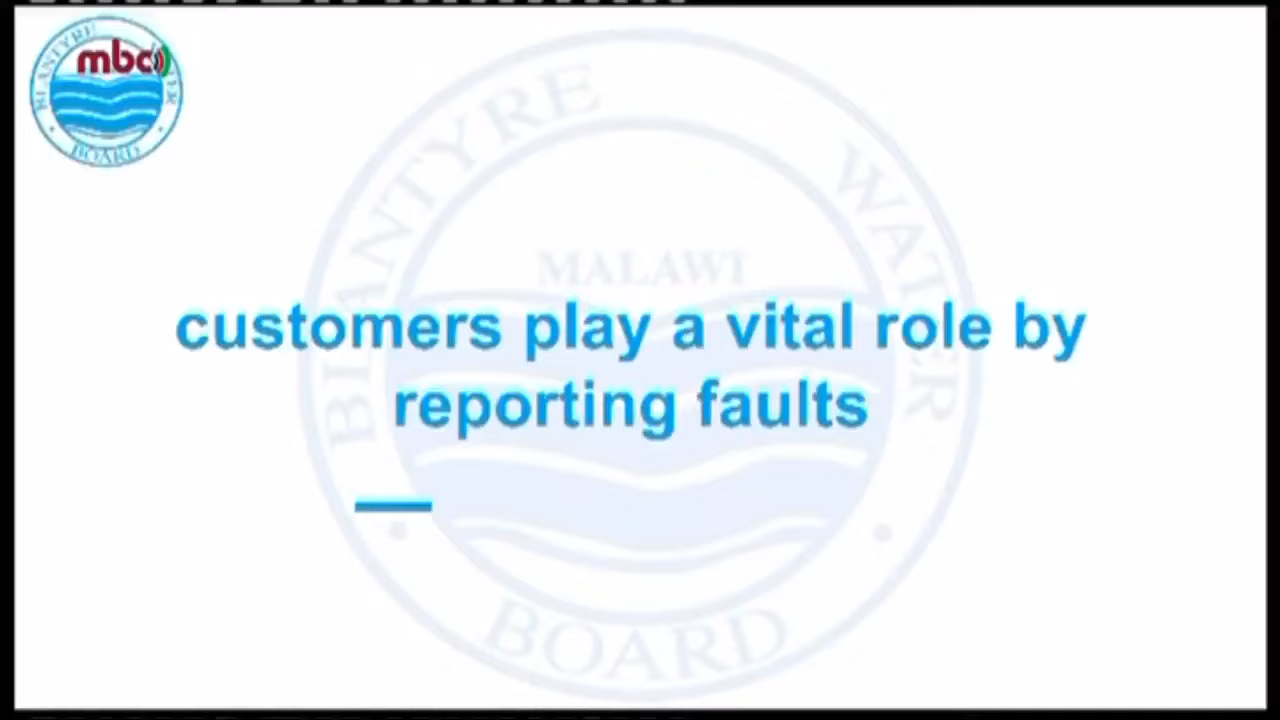 mbc
BLANTYRE WATER BOARD
BLANTYRE WATER BOARD
MALAWI
customers play a vital role by
reporting faults